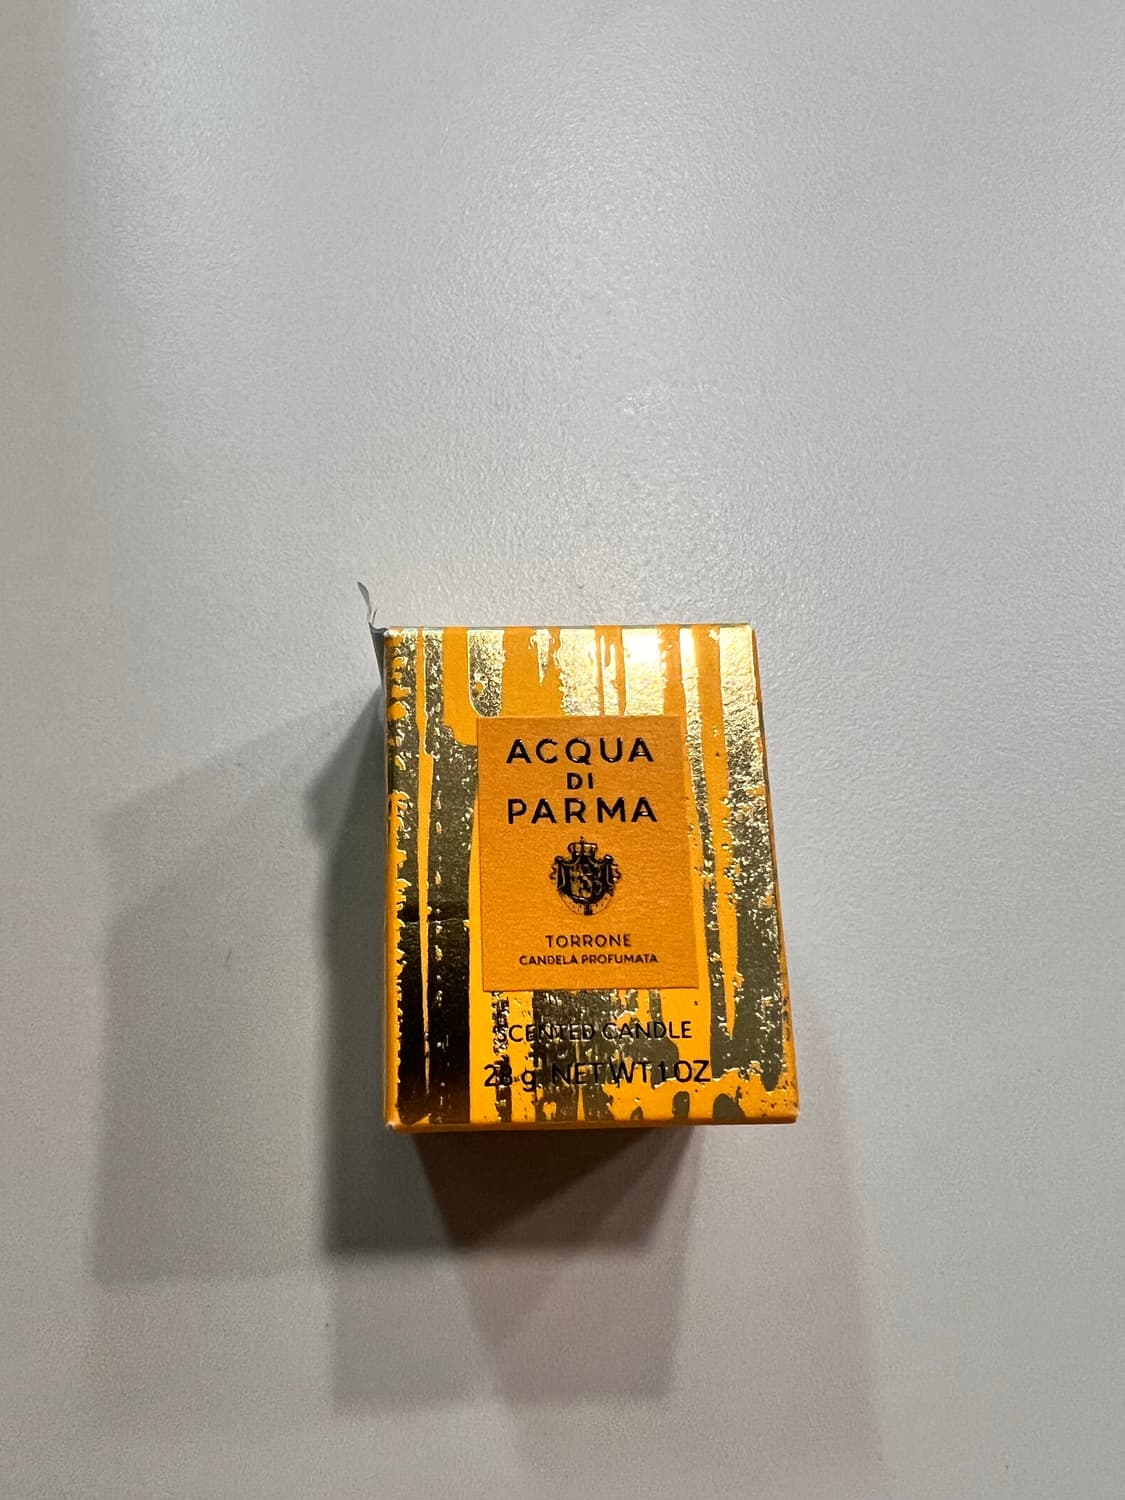 ACQUA
DI
PARMA
TORRONE
CANDELA PROFUMATA
SCENTED CANDLE
28 g NET WT 1 OZ